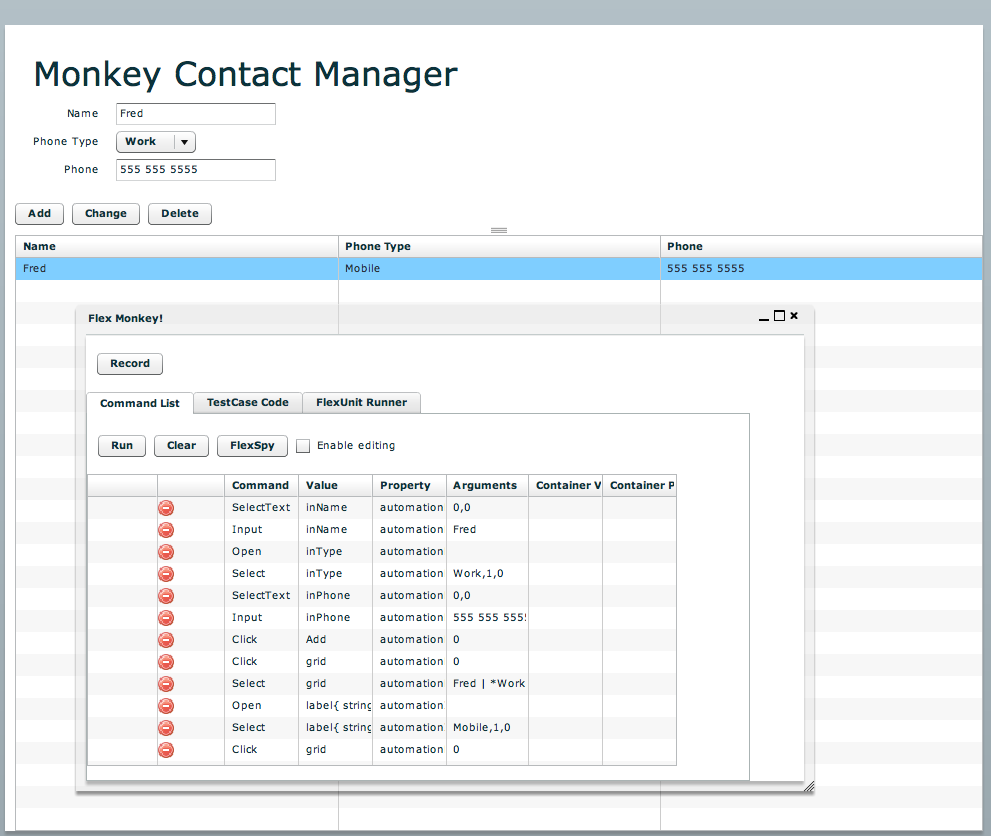 Monkey Contact Manager
Name Fred
Phone Type Work
Phone 555 555 5555
Add Change Delete
Name Phone Type Phone
Fred Mobile 555 555 5555
Flex Monkey!
Record
Command List TestCase Code FlexUnit Runner
Run Clear FlexSpy Enable editing
Command Value Property Arguments Container V Container P
SelectText inName automation 0,0
Input inName automation Fred
Open inType automation
Select inType automation Work,1,0
SelectText inPhone automation 0,0
Input inPhone automation 555 555 555
Click Add automation 0
Click grid automation 0
Select grid automation Fred | *Work
Open label{ string automation
Select label{ string automation Mobile,1,0
Click grid automation 0